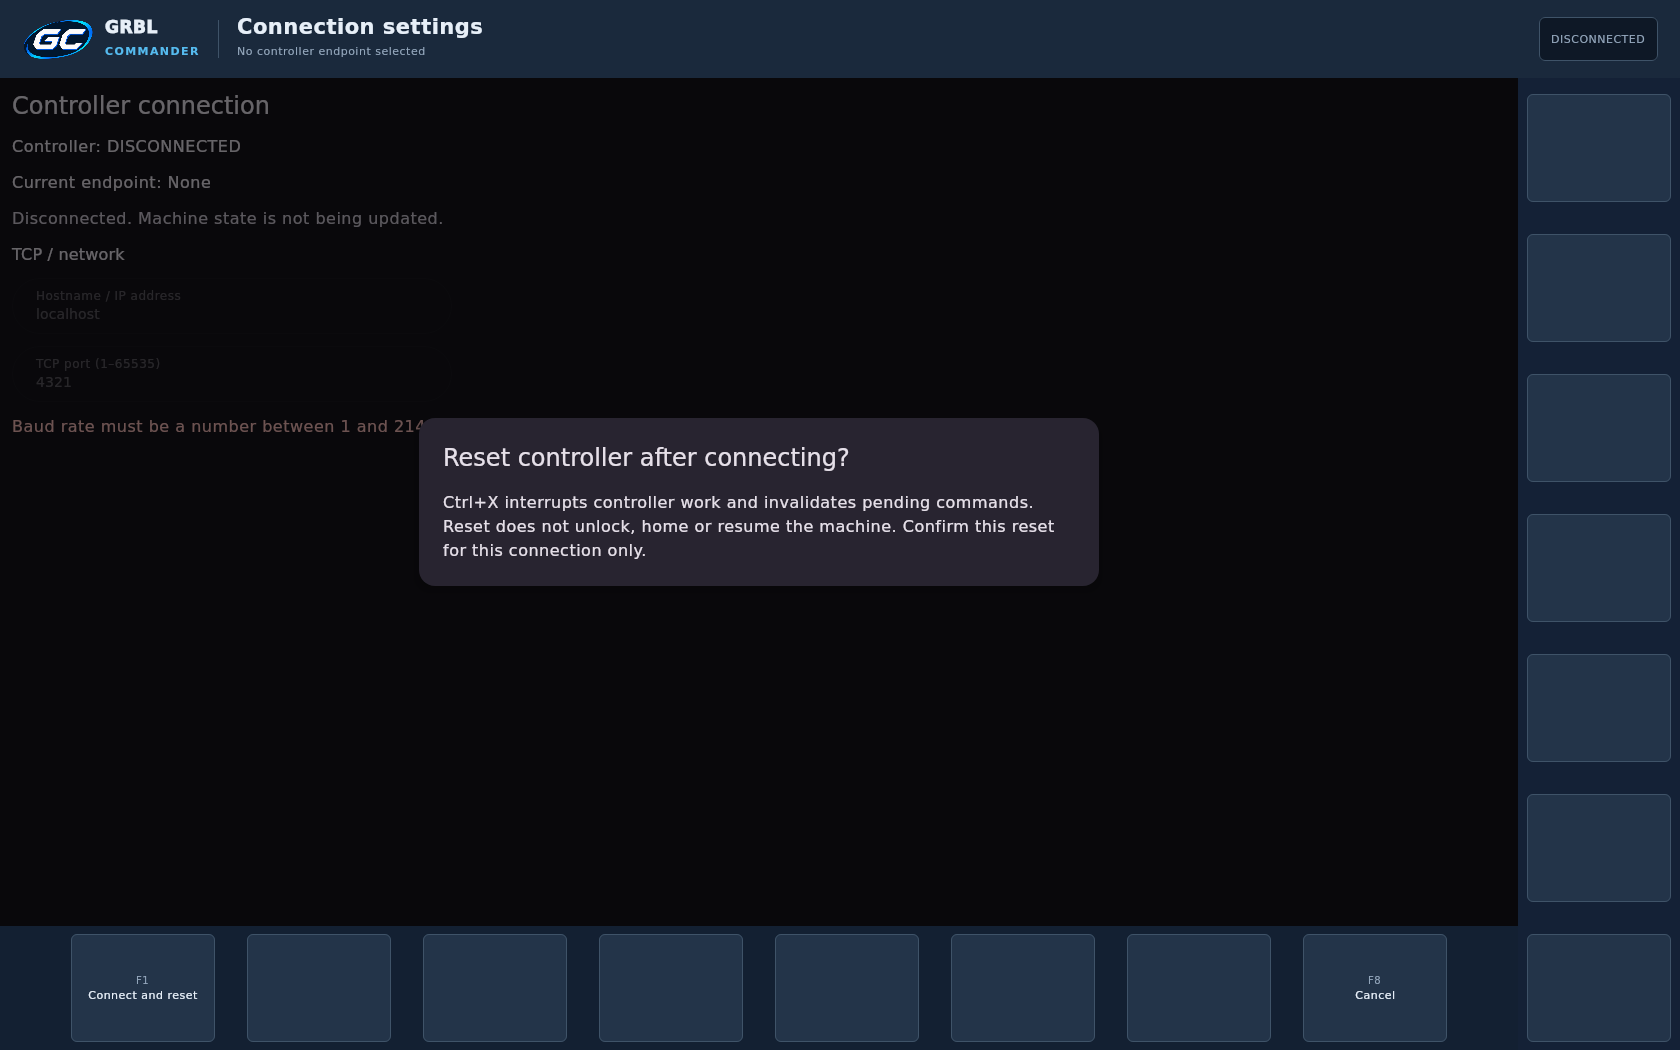 GC
GRBL
COMMANDER
Connection settings
No controller endpoint selected
DISCONNECTED
Controller connection
Controller: DISCONNECTED
Current endpoint: None
Disconnected. Machine state is not being updated.
TCP / network
Hostname / IP address
localhost
TCP port (1–65535)
4321
Baud rate must be a number between 1 and 214
Reset controller after connecting?
Ctrl+X interrupts controller work and invalidates pending commands.
Reset does not unlock, home or resume the machine. Confirm this reset
for this connection only.
F1
Connect and reset
F8
Cancel